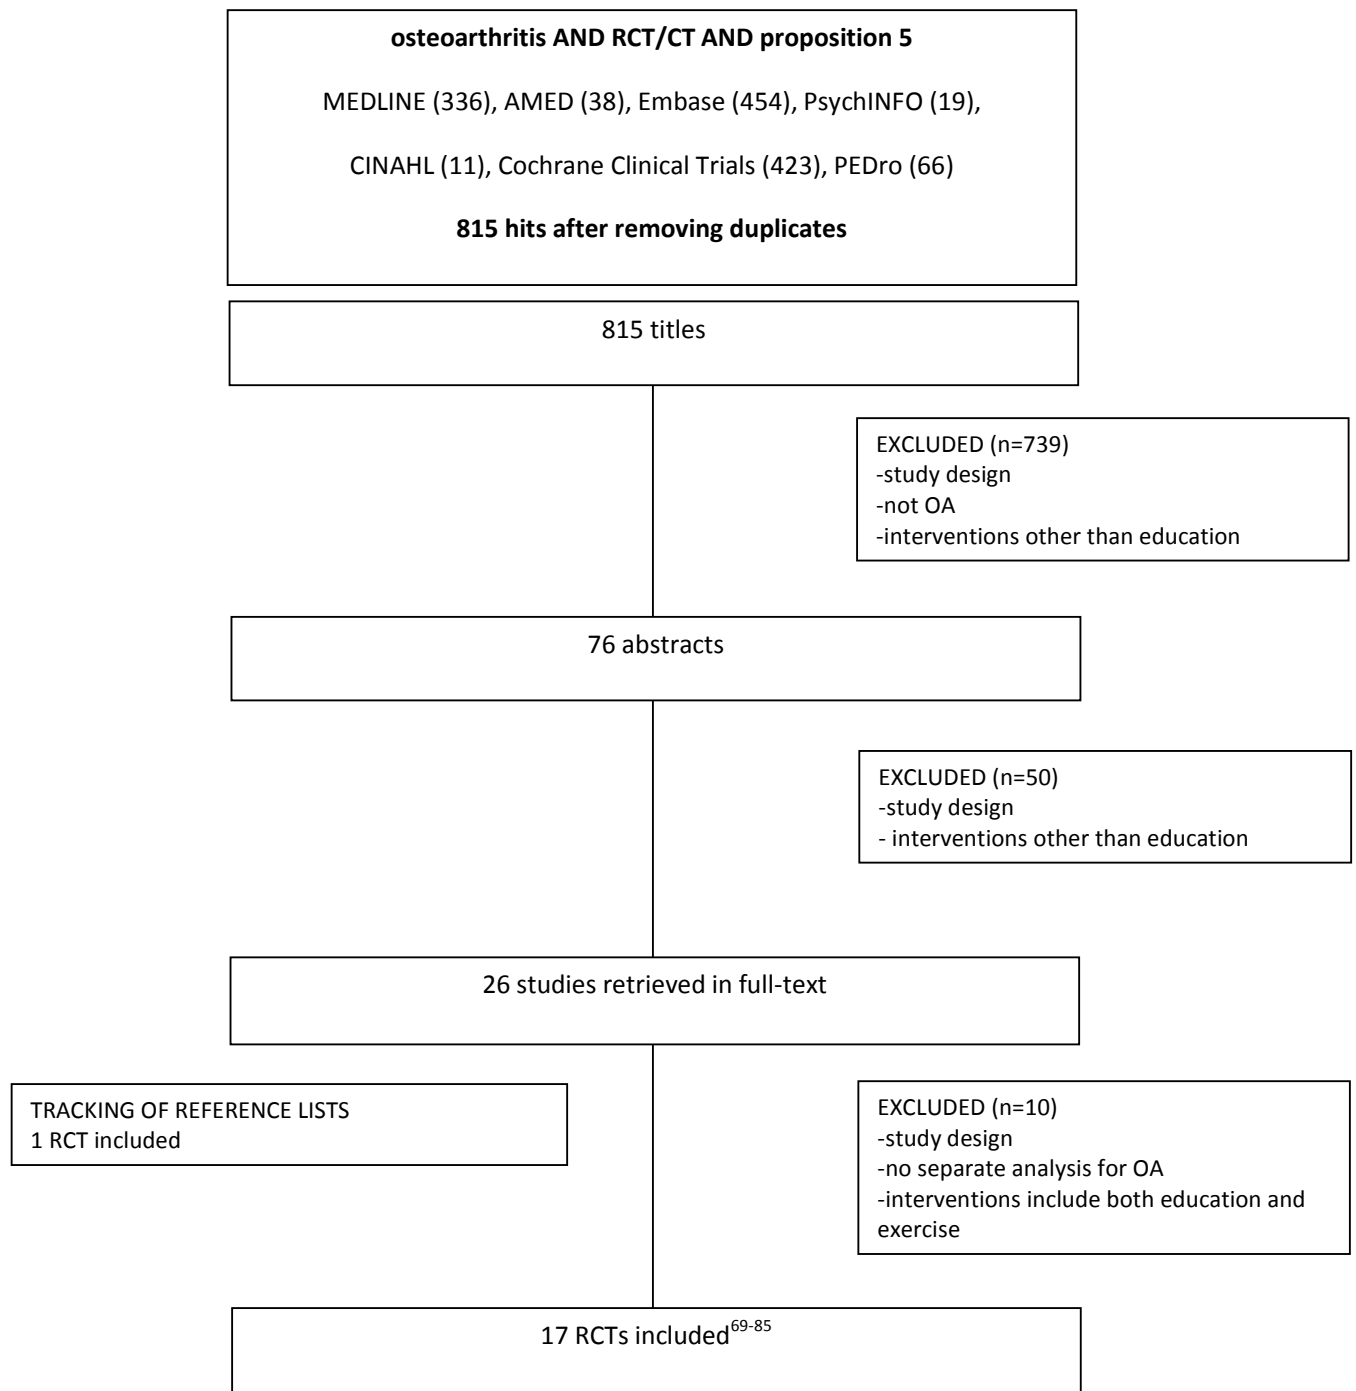 osteoarthritis AND RCT/CT AND proposition 5
MEDLINE (336), AMED (38), Embase (454), PsychINFO (19),
CINAHL (11), Cochrane Clinical Trials (423), PEDro (66)
815 hits after removing duplicates
815 titles
EXCLUDED (n=739)
-study design
-not OA
-interventions other than education
76 abstracts
EXCLUDED (n=50)
-study design
- interventions other than education
26 studies retrieved in full-text
TRACKING OF REFERENCE LISTS
1 RCT included
EXCLUDED (n=10)
-study design
-no separate analysis for OA
-interventions include both education and
exercise
17 RCTs included69-85